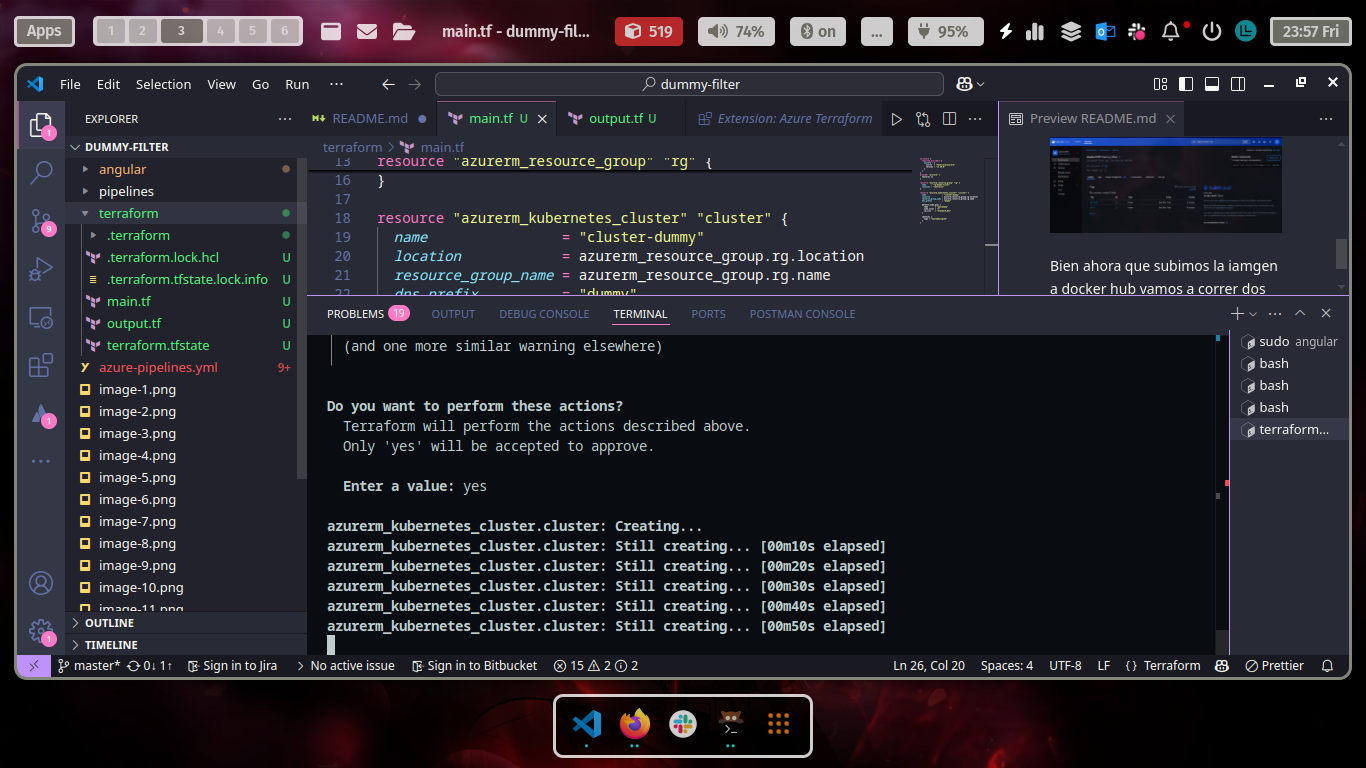 Apps
1 2 3 4 5 6
main.tf - dummy-fil...
519
74%
on
...
95%
23:57 Fri
File Edit Selection View Go Run ...
dummy-filter
EXPLORER
README.md
main.tf U
output.tf U
Extension: Azure Terraform
Preview README.md
DUMMY-FILTER
angular
pipelines
terraform
.terraform
.terraform.lock.hcl U
.terraform.tfstate.lock.info U
main.tf U
output.tf U
terraform.tfstate U
azure-pipelines.yml 9+
image-1.png
image-2.png
image-3.png
image-4.png
image-5.png
image-6.png
image-7.png
image-8.png
image-9.png
image-10.png
image-11.png
OUTLINE
TIMELINE
1
9
1
1
terraform > main.tf
13 resource "azurerm_resource_group" "rg" {
16 }
17
18 resource "azurerm_kubernetes_cluster" "cluster" {
19 name = "cluster-dummy"
20 location = azurerm_resource_group.rg.location
21 resource_group_name = azurerm_resource_group.rg.name
22 dns_prefix = "dummy"
Bien ahora que subimos la iamgen
a docker hub vamos a correr dos
PROBLEMS 19 OUTPUT DEBUG CONSOLE TERMINAL PORTS POSTMAN CONSOLE
(and one more similar warning elsewhere)
Do you want to perform these actions?
Terraform will perform the actions described above.
Only 'yes' will be accepted to approve.
Enter a value: yes
azurerm_kubernetes_cluster.cluster: Creating...
azurerm_kubernetes_cluster.cluster: Still creating... [00m10s elapsed]
azurerm_kubernetes_cluster.cluster: Still creating... [00m20s elapsed]
azurerm_kubernetes_cluster.cluster: Still creating... [00m30s elapsed]
azurerm_kubernetes_cluster.cluster: Still creating... [00m40s elapsed]
azurerm_kubernetes_cluster.cluster: Still creating... [00m50s elapsed]
sudo angular
bash
bash
bash
terraform...
master* 0↓ 1↑ Sign in to Jira No active issue Sign in to Bitbucket 15 2 2 Ln 26, Col 20 Spaces: 4 UTF-8 LF {} Terraform Prettier